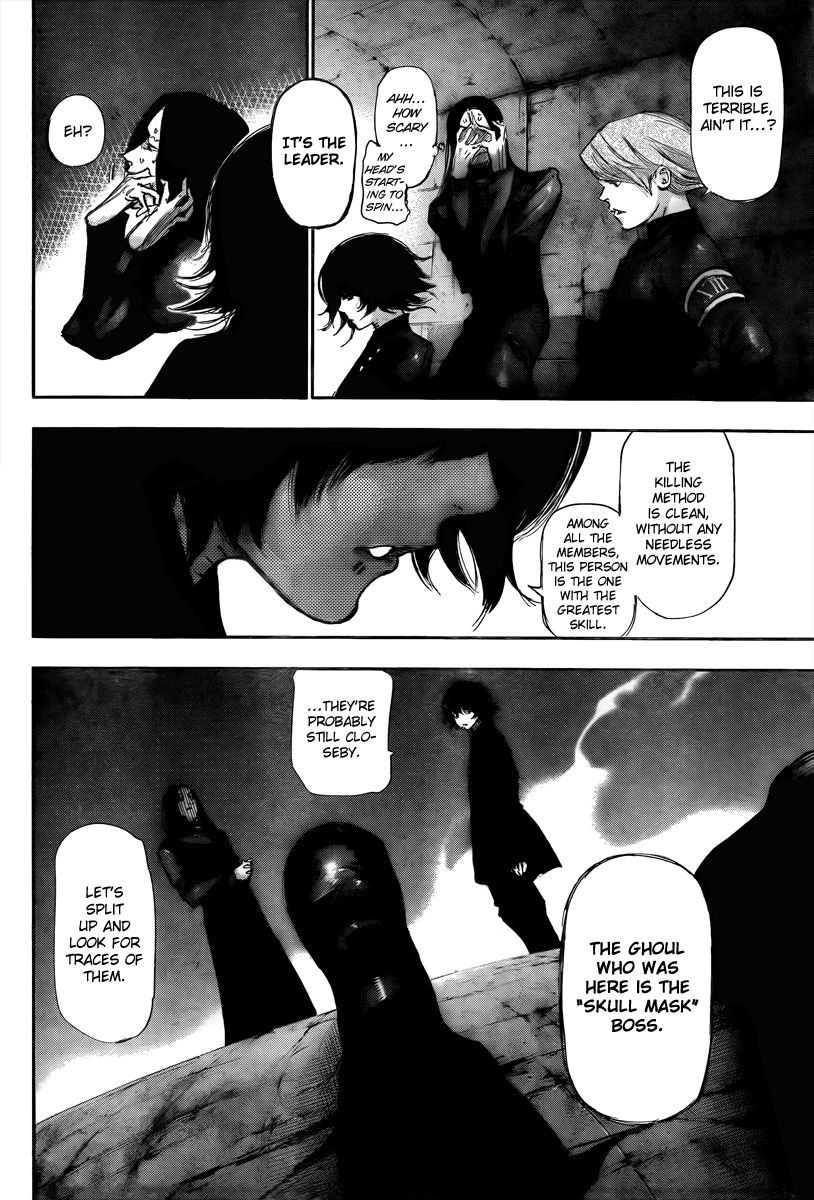 THIS IS
TERRIBLE,
AIN'T IT...?
AHH...
HOW
SCARY
...
MY
HEAD'S
START-
ING TO
SPIN...
IT'S THE
LEADER.
EH?
XIII
THE
KILLING
METHOD
IS CLEAN,
WITHOUT ANY
NEEDLESS
MOVEMENTS.
AMONG
ALL THE
MEMBERS,
THIS PERSON
IS THE ONE
WITH THE
GREATEST
SKILL.
...THEY'RE
PROBABLY
STILL CLO-
SEBY.
THE GHOUL
WHO WAS
HERE IS THE
"SKULL MASK"
BOSS.
LET'S
SPLIT
UP AND
LOOK FOR
TRACES OF
THEM.